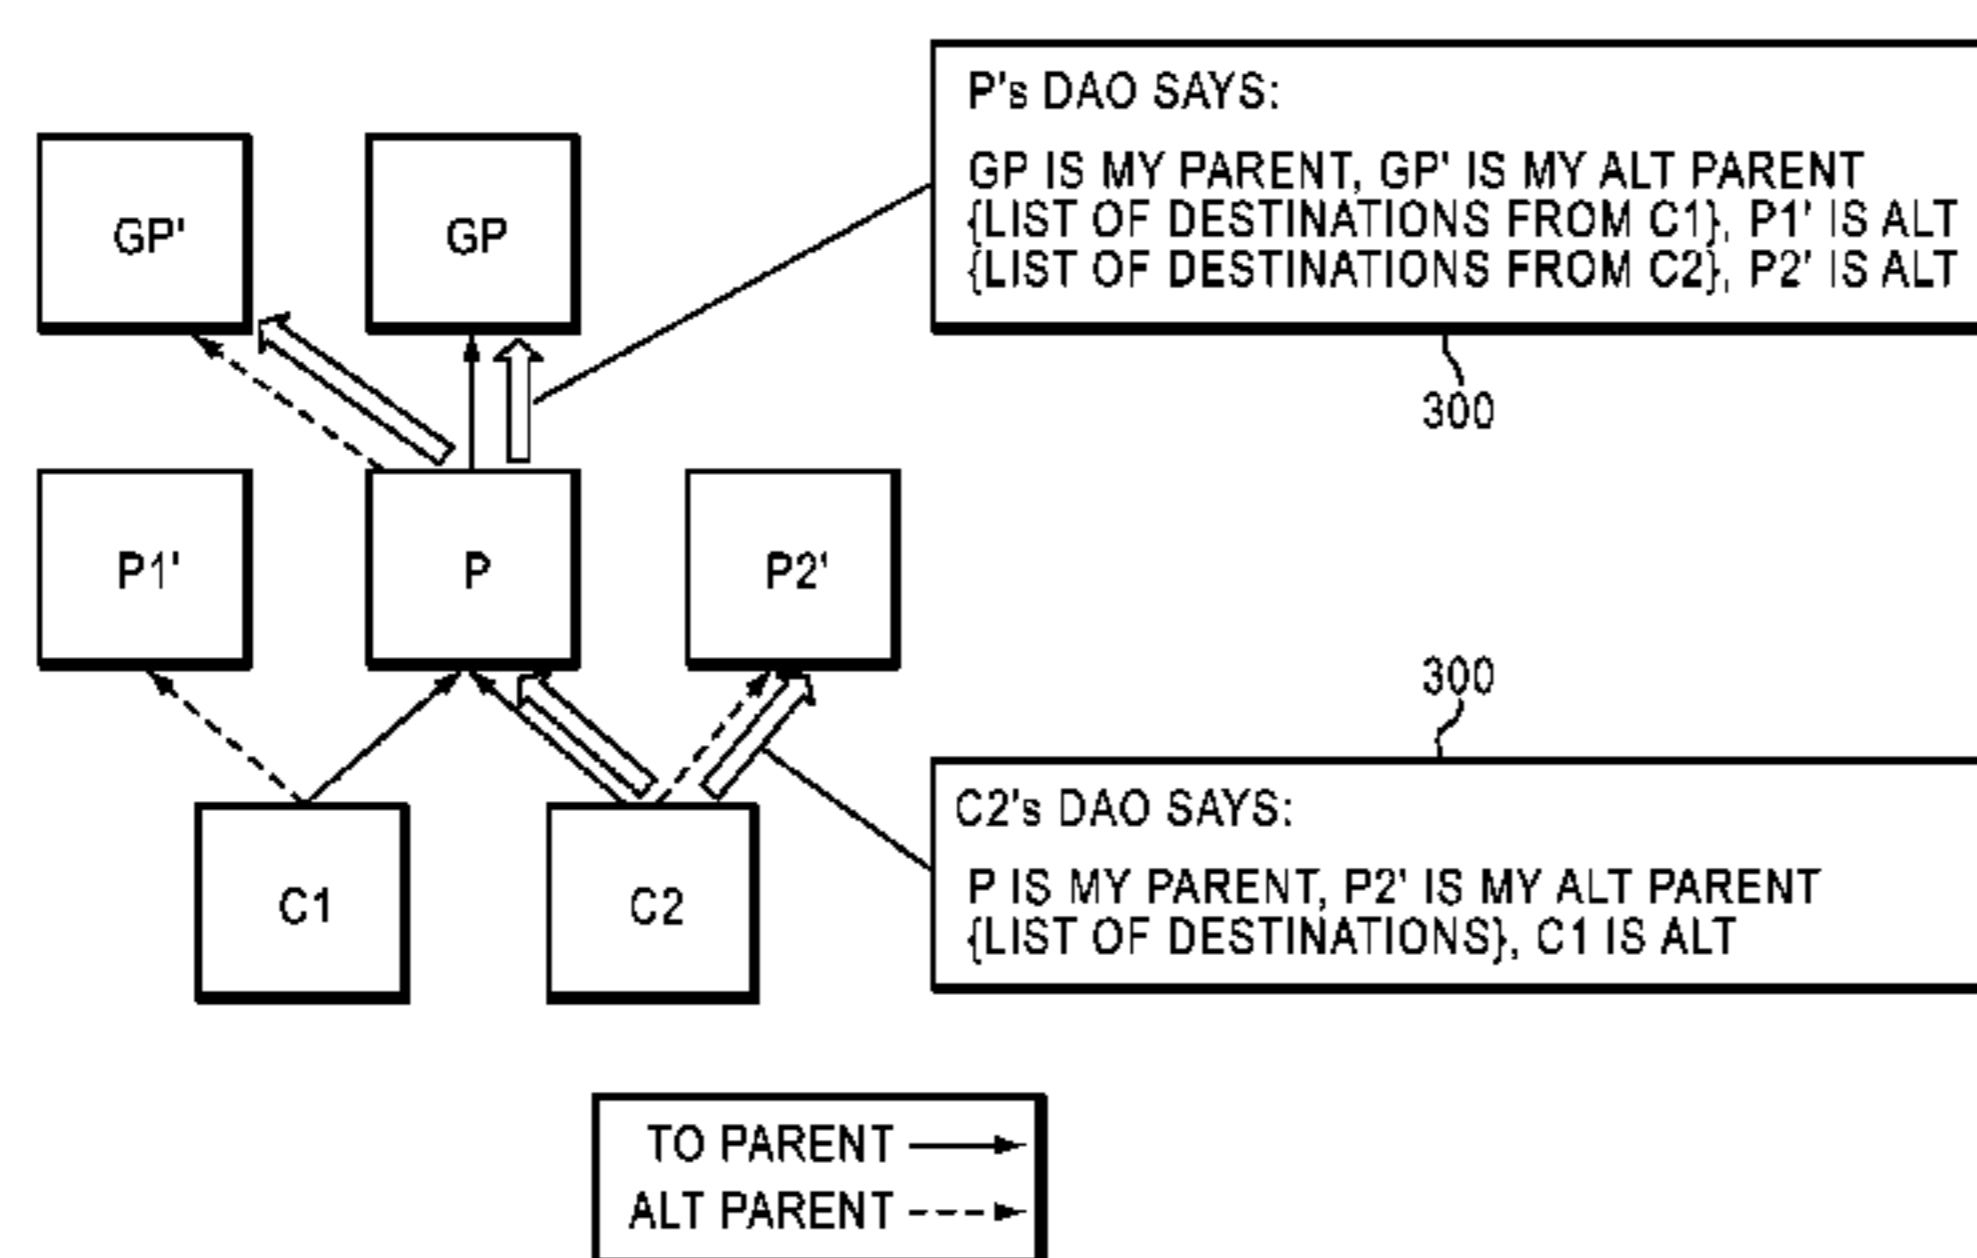 P's DAO SAYS:
GP IS MY PARENT, GP' IS MY ALT PARENT
{LIST OF DESTINATIONS FROM C1}, P1' IS ALT
{LIST OF DESTINATIONS FROM C2}, P2' IS ALT
300
GP'
GP
P1'
P
P2'
300
C2's DAO SAYS:
P IS MY PARENT, P2' IS MY ALT PARENT
{LIST OF DESTINATIONS}, C1 IS ALT
C1
C2
TO PARENT
ALT PARENT